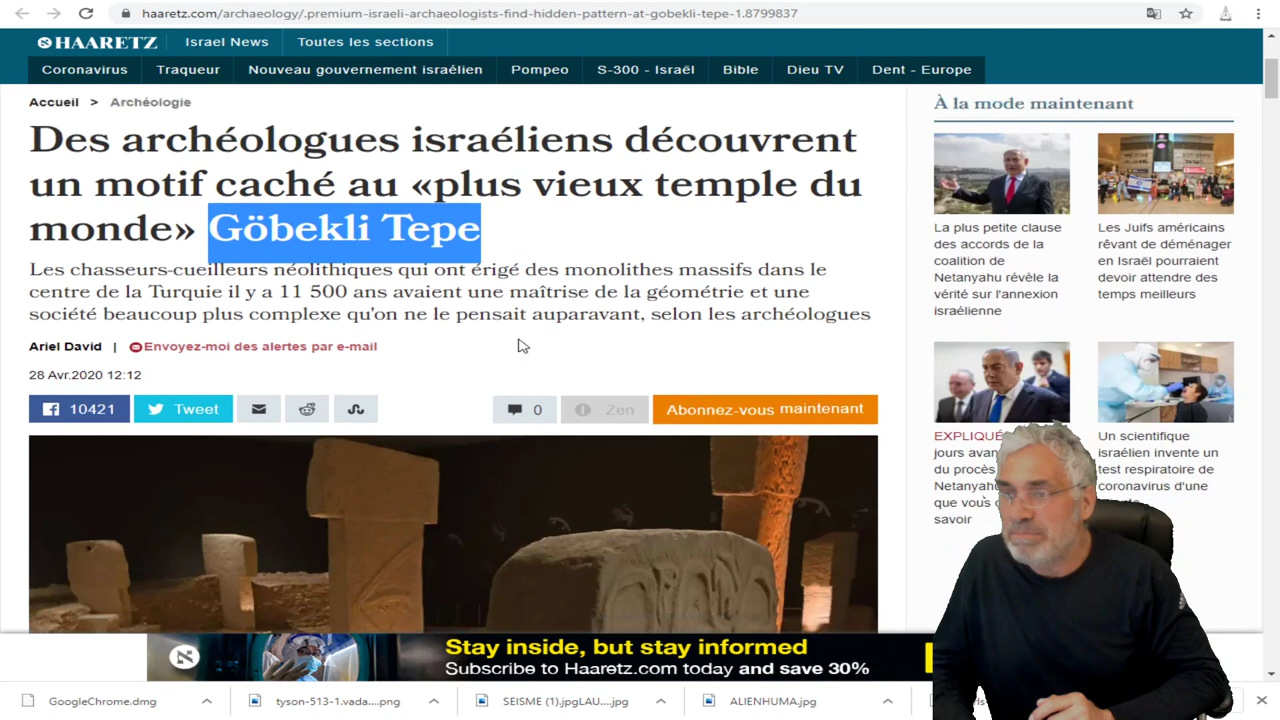 haaretz.com/archaeology/.premium-israeli-archaeologists-find-hidden-pattern-at-gobekli-tepe-1.8799837
HAARETZ Israel News Toutes les sections
Coronavirus Traqueur Nouveau gouvernement israélien Pompeo S-300 - Israël Bible Dieu TV Dent - Europe
Accueil > Archéologie
Des archéologues israéliens découvrent
un motif caché au «plus vieux temple du
monde» Göbekli Tepe
Les chasseurs-cueilleurs néolithiques qui ont érigé des monolithes massifs dans le
centre de la Turquie il y a 11 500 ans avaient une maîtrise de la géométrie et une
société beaucoup plus complexe qu'on ne le pensait auparavant, selon les archéologues
Ariel David | Envoyez-moi des alertes par e-mail
28 Avr.2020 12:12
10421 Tweet 0 Zen Abonnez-vous maintenant
À la mode maintenant
La plus petite clause
des accords de la
coalition de
Netanyahu révèle la
vérité sur l'annexion
israélienne
Les Juifs américains
rêvant de déménager
en Israël pourraient
devoir attendre des
temps meilleurs
EXPLIQUÉ
jours avan
du procès
Netanyahu
que vous
savoir
Un scientifique
israélien invente un
test respiratoire de
coronavirus d'une
Stay inside, but stay informed
Subscribe to Haaretz.com today and save 30%
GoogleChrome.dmg tyson-513-1.vada....png SEISME (1).jpgLAU....jpg ALIENHUMA.jpg